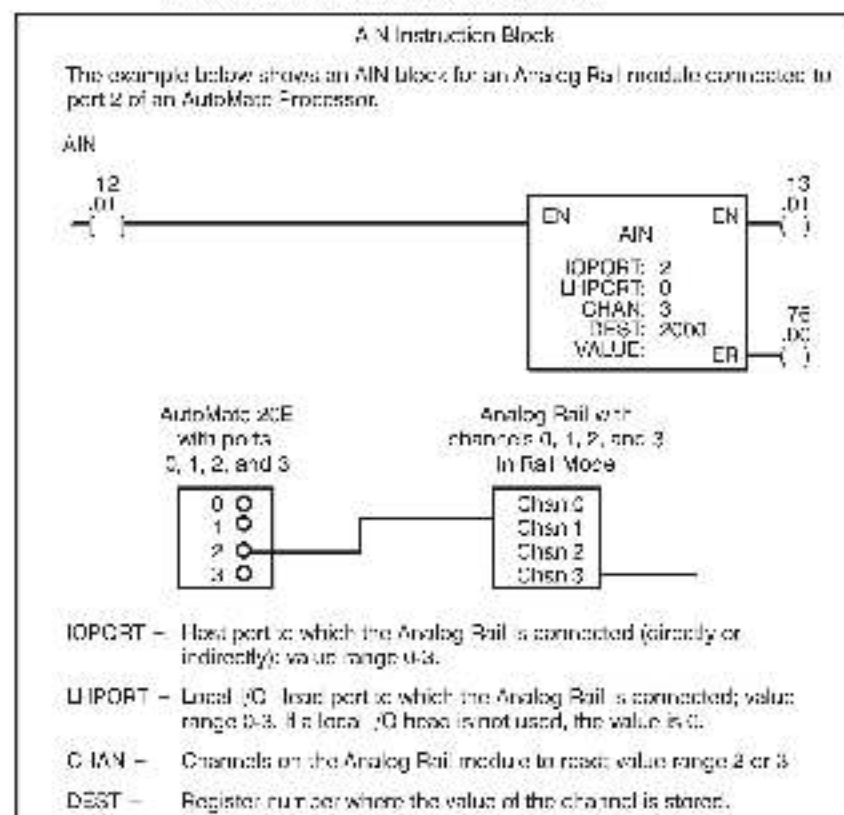 AIN Instruction Block
The example below shows an AIN block for an Analog Rail module connected to
port 2 of an AutoMate Processor.
AIN
12
.01
13
.01
EN
EN
AIN
IOPORT: 2
LHPORT: 0
CHAN: 3
DEST: 2000
VALUE:
ER
.00
AutoMate 20E
with ports
0, 1, 2, and 3
Analog Rail with
channels 0, 1, 2, and 3
In Rail Mode
0
1
2
3
Chan 0
Chan 1
Chan 2
Chan 3
IOPORT – Host port to which the Analog Rail is connected (directly or
indirectly); value range 0-3.
LHPORT – Local I/O Head port to which the Analog Rail is connected; value
range 0-3. If a local I/O head is not used, the value is 0.
CHAN – Channels on the Analog Rail module to read; value range 2 or 3
DEST – Register number where the value of the channel is stored.